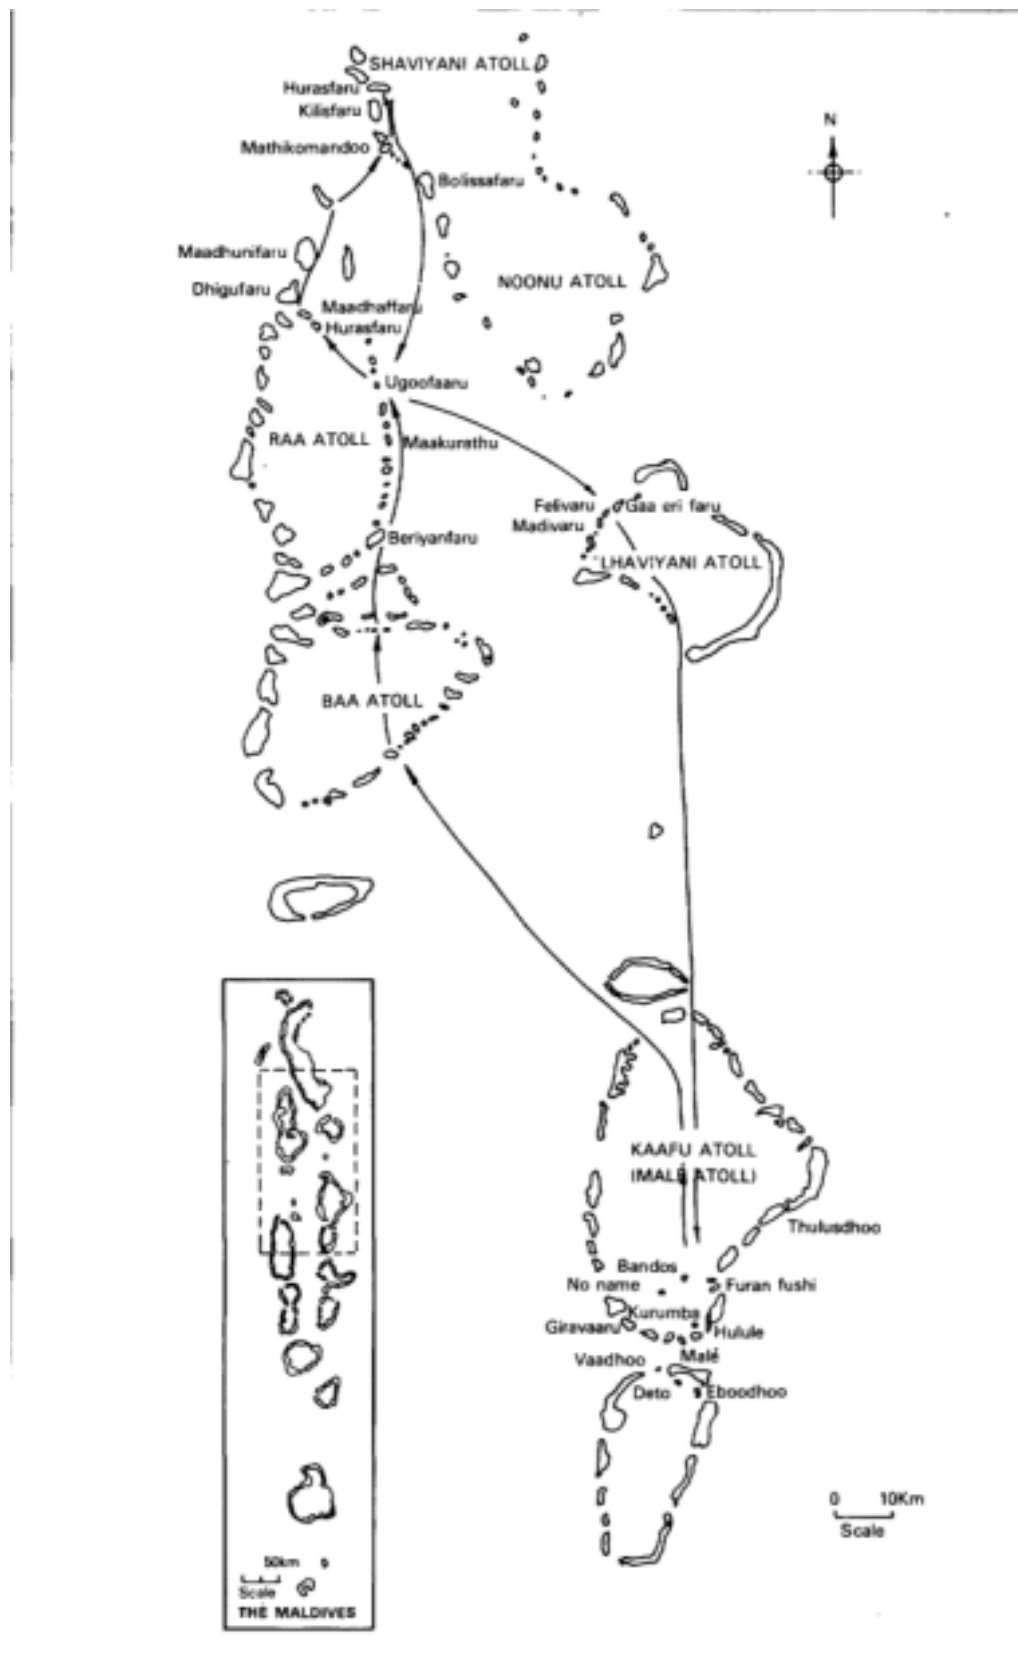 SHAVIYANI ATOLL
Hurasfaru
Kilisfaru
N
Mathikomandoo
Bolissafaru
Maadhunifaru
NOONU ATOLL
Dhigufaru
Maadhaffaru
Hurasfaru
Ugoofaaru
RAA ATOLL
Maakurathu
Felivaru
Gaa eri faru
Madivaru
Beriyanfaru
LHAVIYANI ATOLL
BAA ATOLL
KAAFU ATOLL
(MALE ATOLL)
Thulusdhoo
Bandos
No name
Furan fushi
Kurumba
Giravaaru
Hulule
Vaadhoo
Malé
Deto
Eboodhoo
0 10Km
Scale
50km
Scale
THE MALDIVES